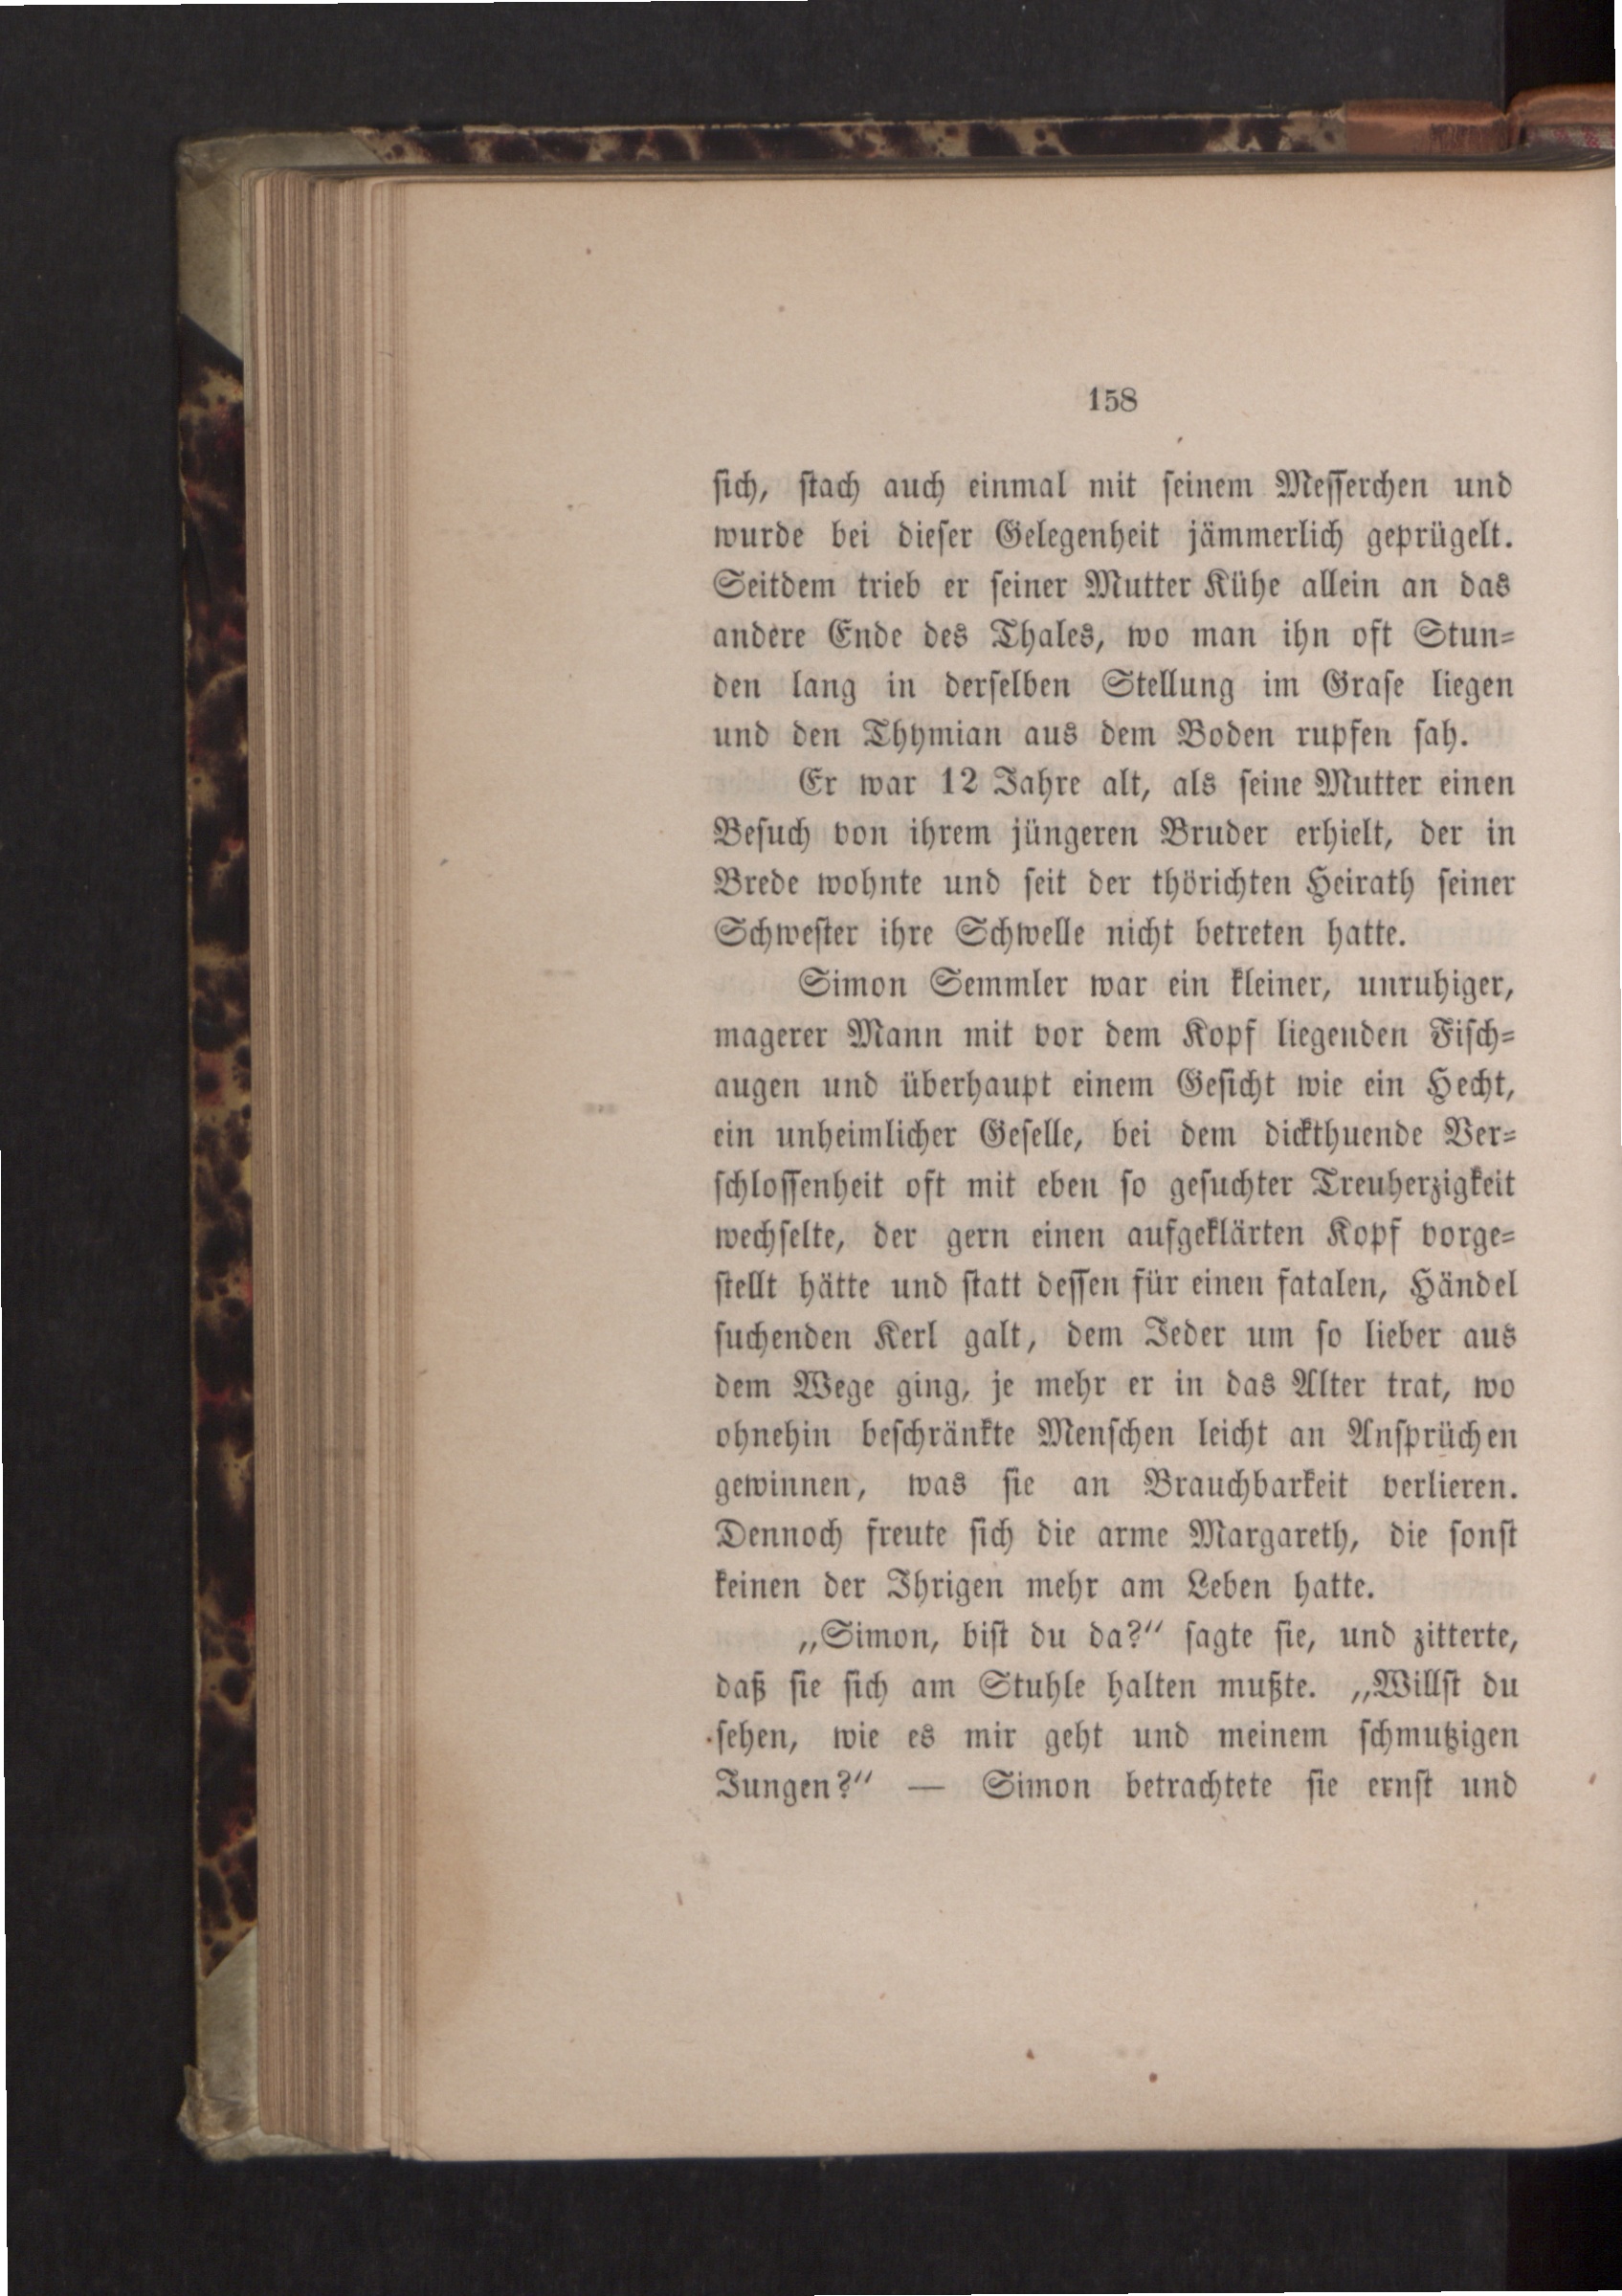 158
sich, stach auch einmal mit seinem Messerchen und
wurde bei dieser Gelegenheit jämmerlich geprügelt.
Seitdem trieb er seiner Mutter Kühe allein an das
andere Ende des Thales, wo man ihn oft Stun=
den lang in derselben Stellung im Grase liegen
und den Thymian aus dem Boden rupfen sah.
Er war 12 Jahre alt, als seine Mutter einen
Besuch von ihrem jüngeren Bruder erhielt, der in
Brede wohnte und seit der thörichten Heirath seiner
Schwester ihre Schwelle nicht betreten hatte.
Simon Semmler war ein kleiner, unruhiger,
magerer Mann mit vor dem Kopf liegenden Fisch=
augen und überhaupt einem Gesicht wie ein Hecht,
ein unheimlicher Geselle, bei dem dickthuende Ver=
schlossenheit oft mit eben so gesuchter Treuherzigkeit
wechselte, der gern einen aufgeklärten Kopf vorge=
stellt hätte und statt dessen für einen fatalen, Händel
suchenden Kerl galt, dem Jeder um so lieber aus
dem Wege ging, je mehr er in das Alter trat, wo
ohnehin beschränkte Menschen leicht an Ansprüchen
gewinnen, was sie an Brauchbarkeit verlieren.
Dennoch freute sich die arme Margareth, die sonst
keinen der Ihrigen mehr am Leben hatte.
„Simon, bist du da?“ sagte sie, und zitterte,
daß sie sich am Stuhle halten mußte. „Willst du
sehen, wie es mir geht und meinem schmutzigen
Jungen?“ — Simon betrachtete sie ernst und